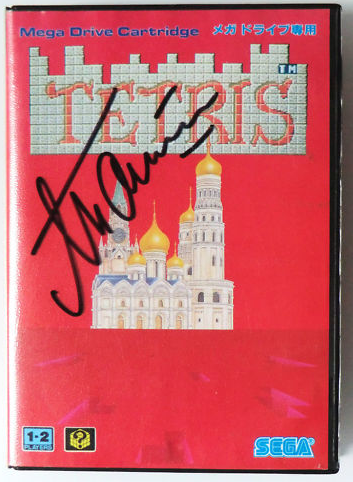 Mega Drive Cartridge メガドライブ専用
TM
TETRIS
1-2
PLAYERS
SEGA